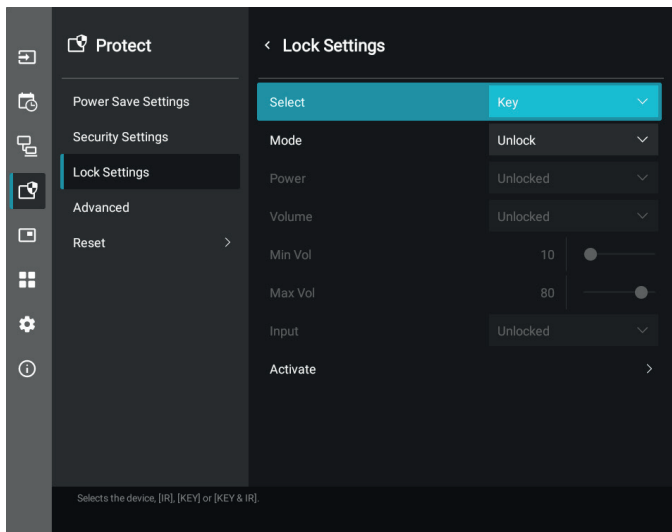 Protect
Power Save Settings
Security Settings
Lock Settings
Advanced
Reset
Lock Settings
Select Key
Mode Unlock
Power Unlocked
Volume Unlocked
Min Vol 10
Max Vol 80
Input Unlocked
Activate
Selects the device, [IR], [KEY] or [KEY & IR].